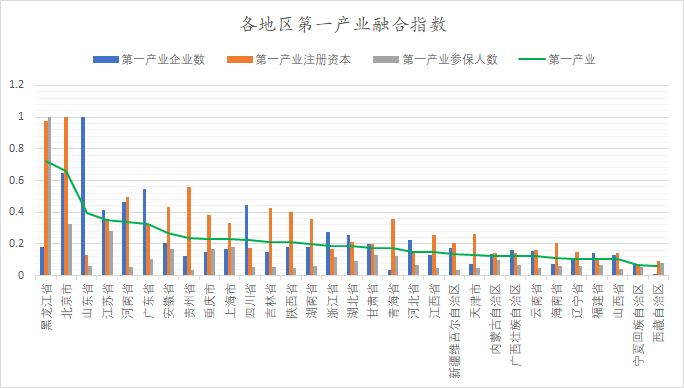 各地区第一产业融合指数
第一产业企业数 第一产业注册资本 第一产业参保人数 第一产业
1.2
1
0.8
0.6
0.4
0.2
0
黑龙江省
北京市
山东省
江苏省
河南省
广东省
安徽省
贵州省
重庆市
上海市
四川省
吉林省
陕西省
湖南省
浙江省
湖北省
甘肃省
青海省
河北省
江西省
新疆维吾尔自治区
天津市
内蒙古自治区
广西壮族自治区
云南省
海南省
辽宁省
福建省
山西省
宁夏回族自治区
西藏自治区